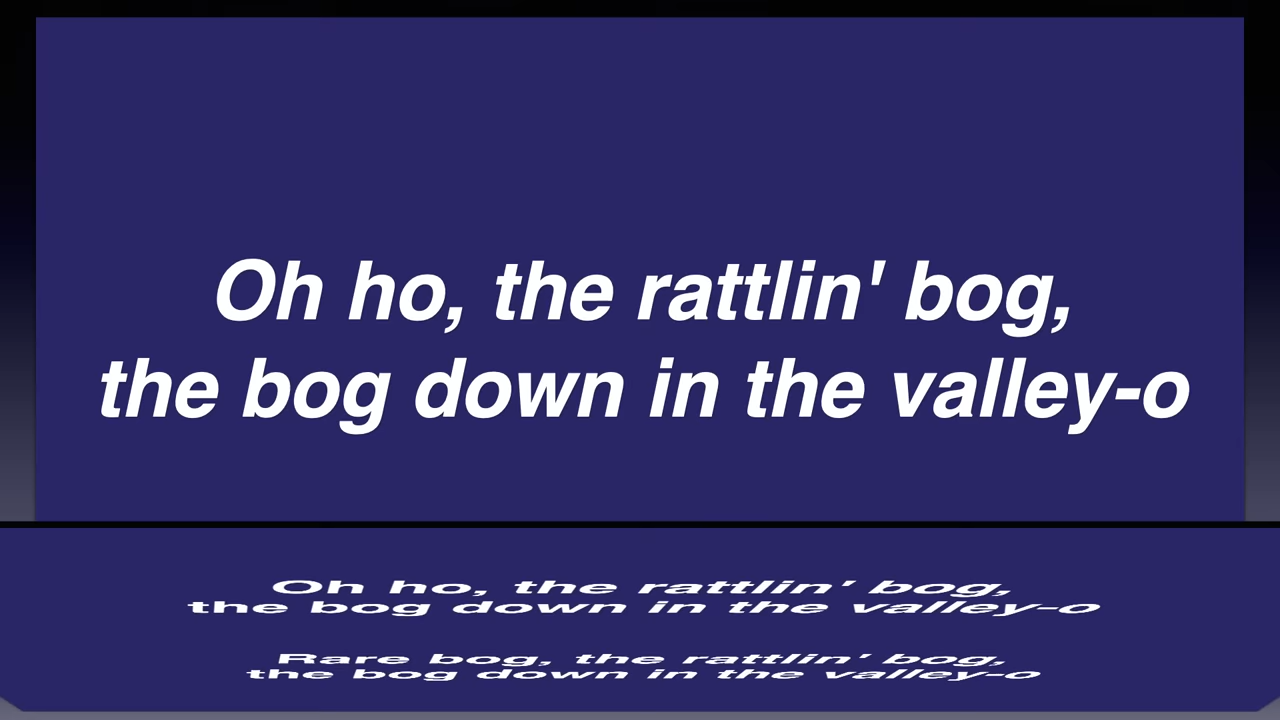 Oh ho, the rattlin' bog,
the bog down in the valley-o
Oh ho, the rattlin' bog,
the bog down in the valley-o
Rare bog, the rattlin' bog,
the bog down in the valley-o